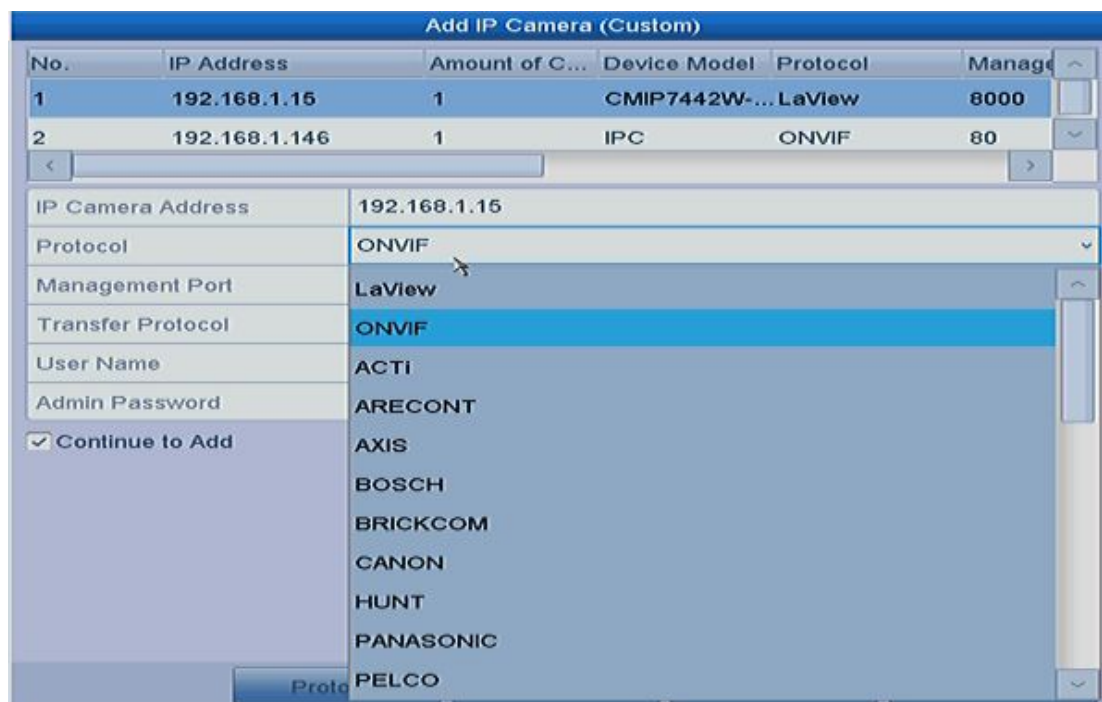 Add IP Camera (Custom)
No. IP Address Amount of C... Device Model Protocol Manage
1 192.168.1.15 1 CMIP7442W-... LaView 8000
2 192.168.1.146 1 IPC ONVIF 80
IP Camera Address 192.168.1.15
Protocol ONVIF
Management Port
LaView
Transfer Protocol
ONVIF
User Name
ACTi
Admin Password
ARECONT
Continue to Add
AXIS
BOSCH
BRICKCOM
CANON
HUNT
PANASONIC
Proto PELCO